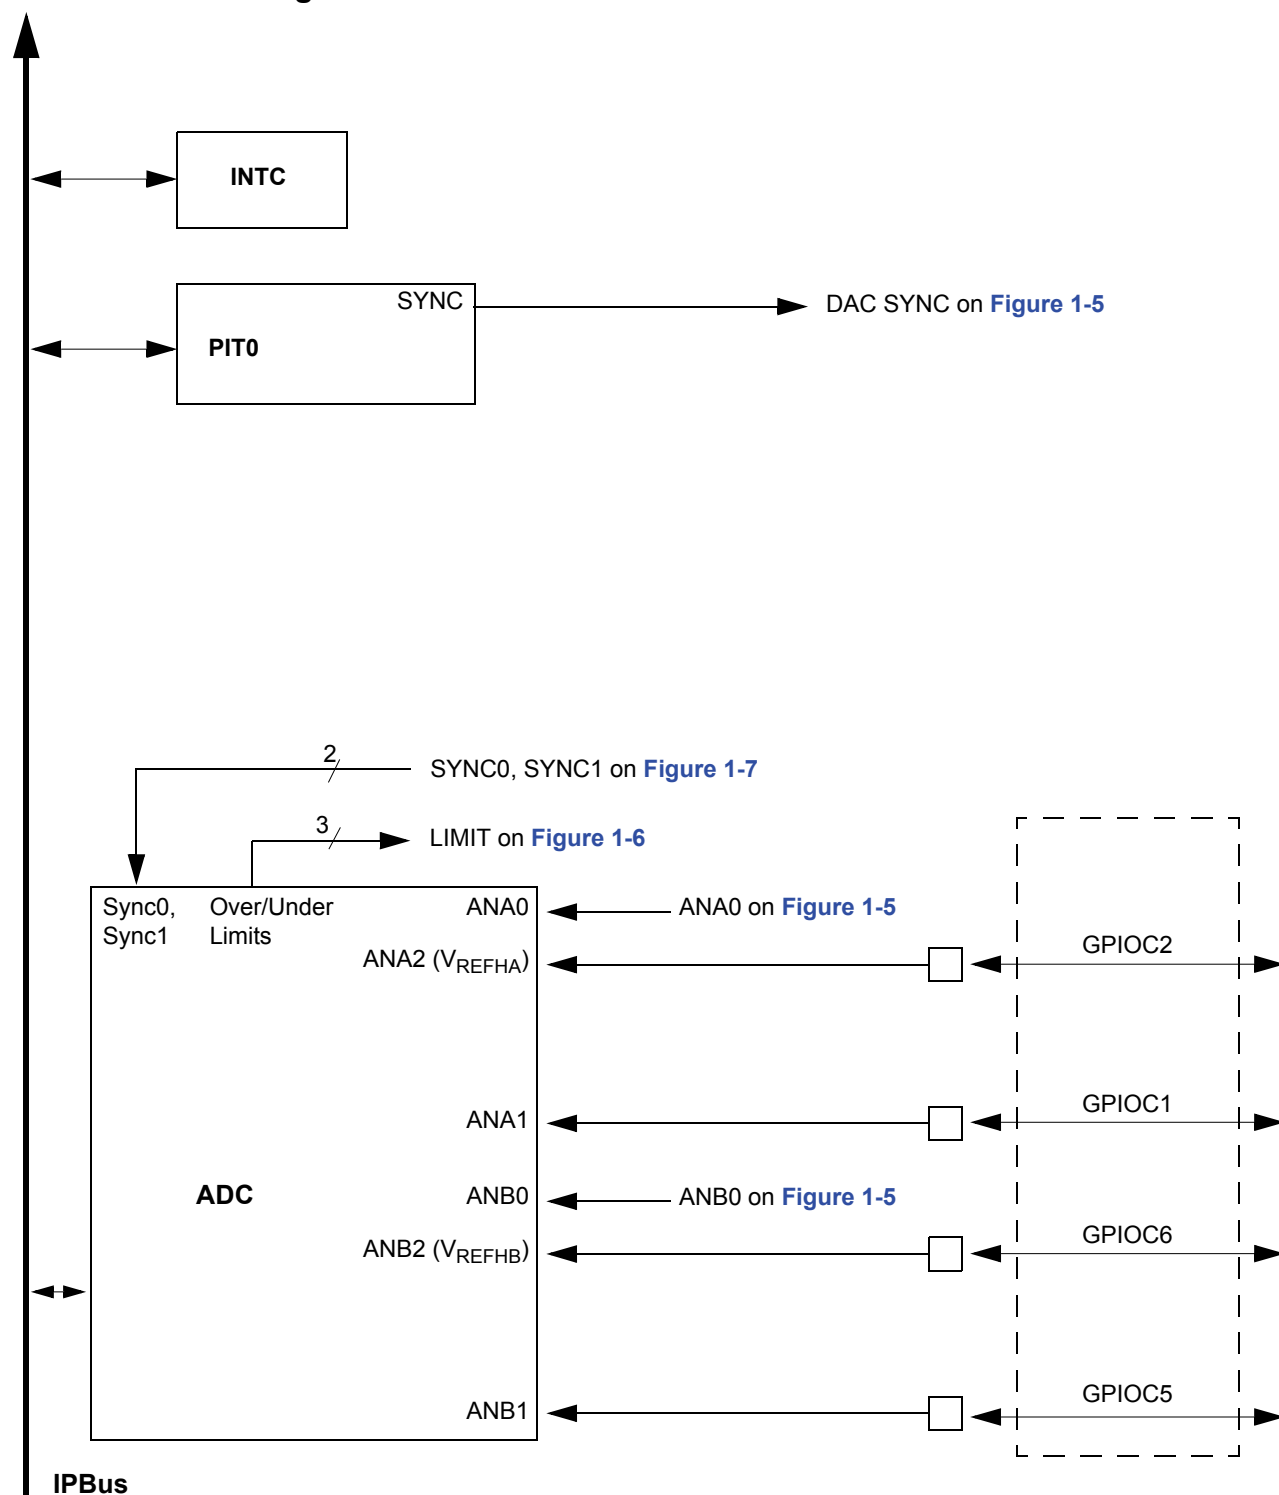 INTC
SYNC
DAC SYNC on Figure 1-5
PIT0
2
SYNC0, SYNC1 on Figure 1-7
3
LIMIT on Figure 1-6
Sync0,
Sync1
Over/Under
Limits
ANA0
ANA0 on Figure 1-5
ANA2 (VREFHA)
GPIOC2
ANA1
GPIOC1
ADC
ANB0
ANB0 on Figure 1-5
ANB2 (VREFHB)
GPIOC6
ANB1
GPIOC5
IPBus